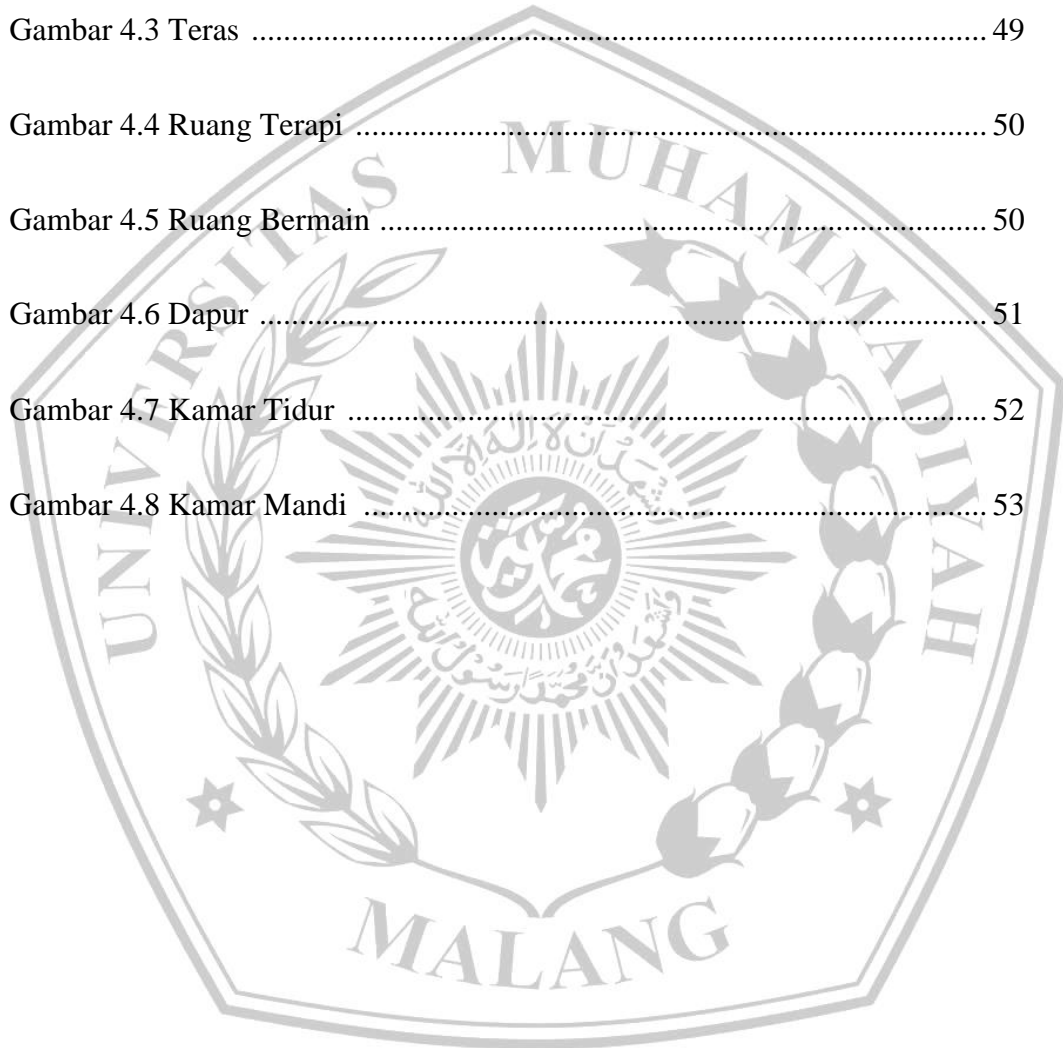 Gambar 4.3 Teras ............................................................................................. 49
Gambar 4.4 Ruang Terapi ................................................................................ 50
Gambar 4.5 Ruang Bermain ............................................................................. 50
Gambar 4.6 Dapur ............................................................................................ 51
Gambar 4.7 Kamar Tidur ................................................................................. 52
Gambar 4.8 Kamar Mandi ............................................................................... 53
UNIVERSITAS MUHAMMADIYAH
MALANG